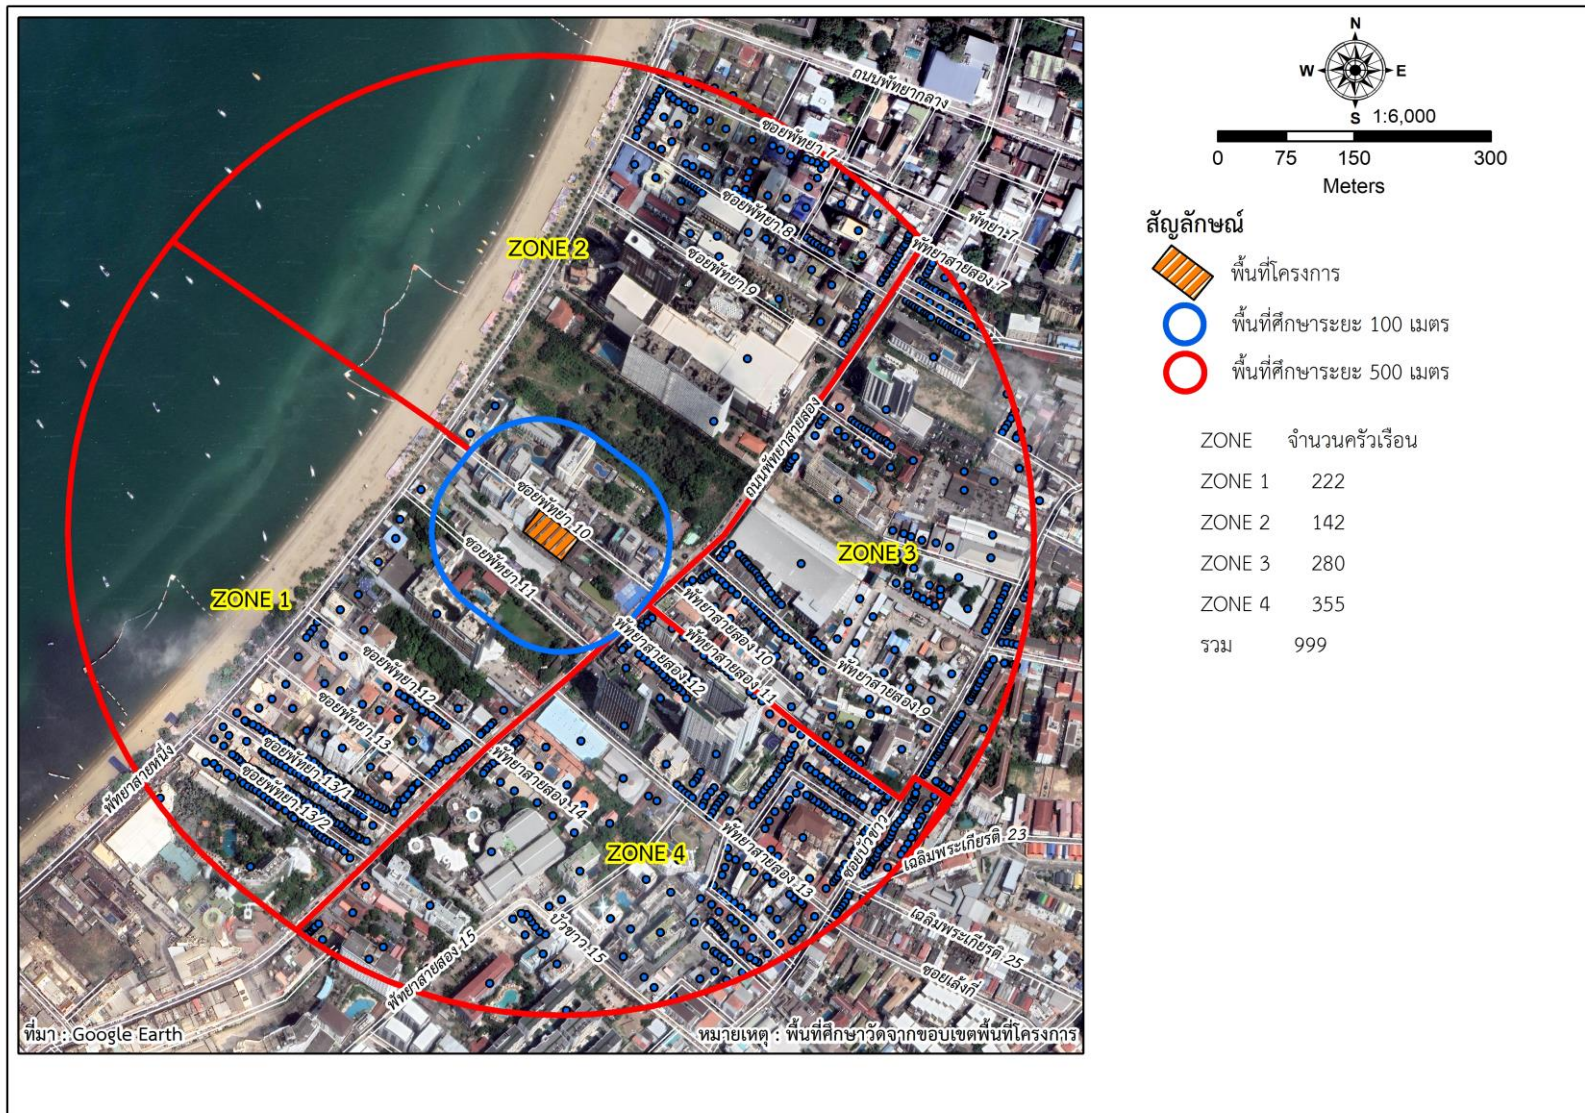 N
W E
S
1:6,000
0 75 150 300
Meters
สัญลักษณ์
พื้นที่โครงการ
พื้นที่ศึกษาระยะ 100 เมตร
พื้นที่ศึกษาระยะ 500 เมตร
ZONE จำนวนครัวเรือน
ZONE 1 222
ZONE 2 142
ZONE 3 280
ZONE 4 355
รวม 999
ถนนพัทยากลาง
ซอยพัทยา 7
พัทยา 7
ซอยพัทยา 8
พัทยาสายสอง 7
ZONE 2
ซอยพัทยา 9
ถนนพัทยาสายสอง
ซอยพัทยา 10
ZONE 3
ซอยพัทยา 11
ZONE 1
พัทยาสายสอง 10
พัทยาสายสอง 11
พัทยาสายสอง 12
พัทยาสายสอง 9
ซอยพัทยา 12
ซอยพัทยา 13
ซอยพัทยา 13/1
ซอยพัทยา 13/2
พัทยาสายหนึ่ง
พัทยาสายสอง 14
ZONE 4
พัทยาสายสอง 13
ซอยบัวขาว
เฉลิมพระเกียรติ 23
เฉลิมพระเกียรติ 25
ซอยเล้งกี่
บัวขาว 15
พัทยาสายสอง 15
ที่มา : Google Earth
หมายเหตุ : พื้นที่ศึกษาวัดจากขอบเขตพื้นที่โครงการ